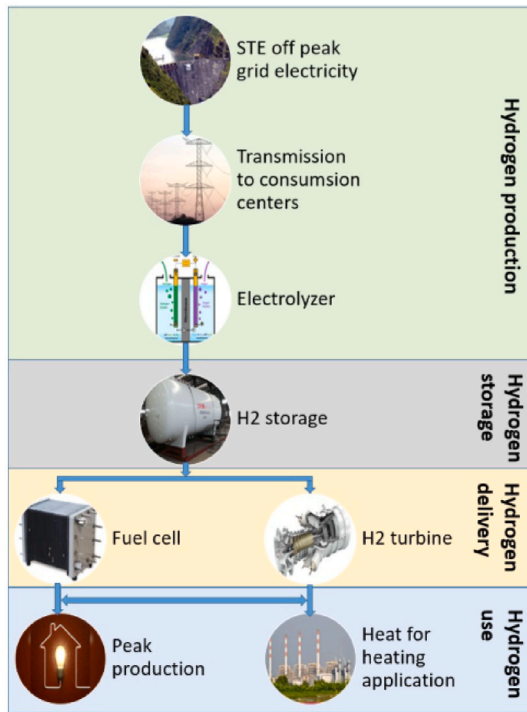 STE off peak
grid electricity
Transmission
to consumsion
centers
Electrolyzer
Hydrogen production
H2 storage
Hydrogen
storage
Fuel cell
H2 turbine
Hydrogen
delivery
Peak
production
Heat for
heating
application
Hydrogen
use